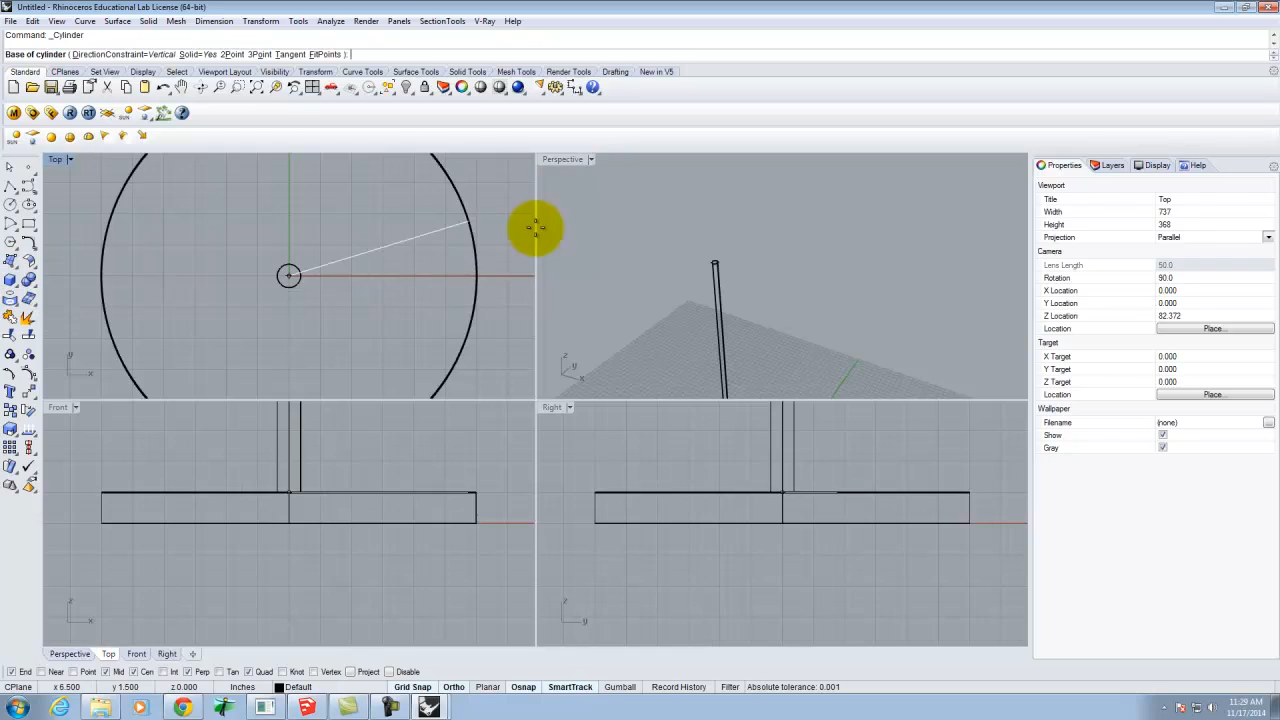 Untitled - Rhinoceros Educational Lab License (64-bit)
File Edit View Curve Surface Solid Mesh Dimension Transform Tools Analyze Render Panels SectionTools V-Ray Help
Command: _Cylinder
Base of cylinder ( DirectionConstraint=Vertical Solid=Yes 2Point 3Point Tangent FitPoints ):
Standard CPlanes Set View Display Select Viewport Layout Visibility Transform Curve Tools Surface Tools Solid Tools Mesh Tools Render Tools Drafting New in V5
M R RT SUN
SUN
Top
Perspective
Properties Layers Display Help
Viewport
Title Top
Width 737
Height 368
Projection Parallel
Camera
Lens Length 50.0
Rotation 90.0
X Location 0.000
Y Location 0.000
Z Location 82.372
Location Place...
Target
X Target 0.000
Y Target 0.000
Z Target 0.000
Location Place...
Wallpaper
Filename (none)
Show
Gray
y x
z y x
Front
Right
z x
z y
Perspective Top Front Right
End Near Point Mid Cen Int Perp Tan Quad Knot Vertex Project Disable
CPlane x 6.500 y 1.500 z 0.000 Inches Default Grid Snap Ortho Planar Osnap SmartTrack Gumball Record History Filter Absolute tolerance: 0.001
11:29 AM
11/17/2014